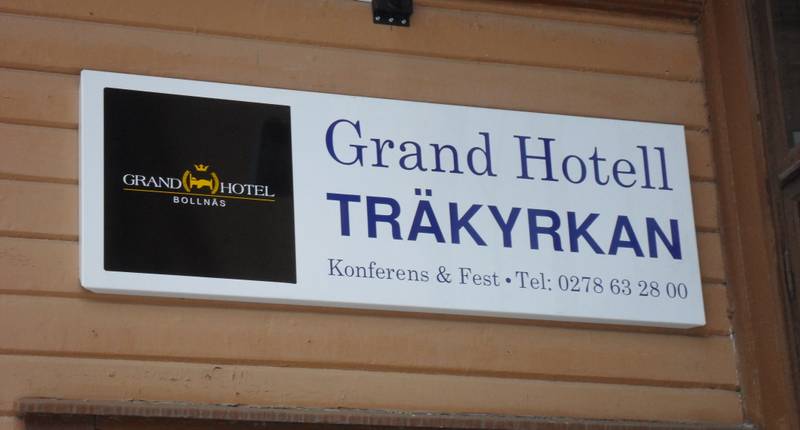 GRAND HOTEL
BOLLNÄS
Grand Hotell
TRÄKYRKAN
Konferens & Fest • Tel: 0278 63 28 00